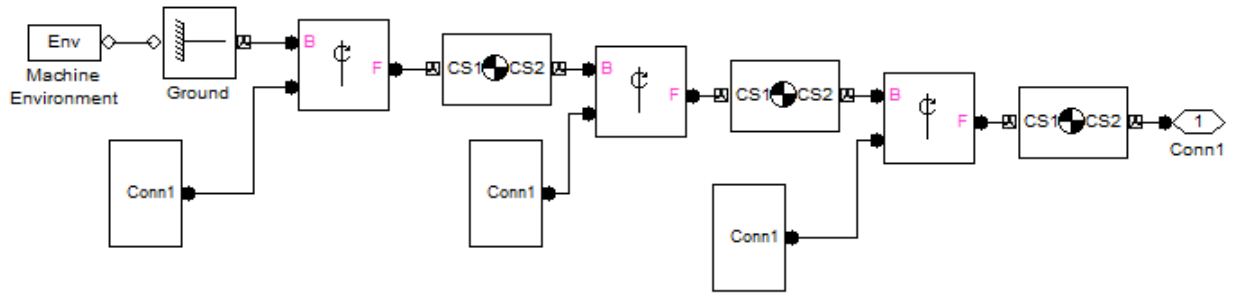 Env
Machine
Environment
Ground
B
F
Conn1
CS1 CS2
B
F
Conn1
CS1 CS2
B
F
Conn1
CS1 CS2
1
Conn1